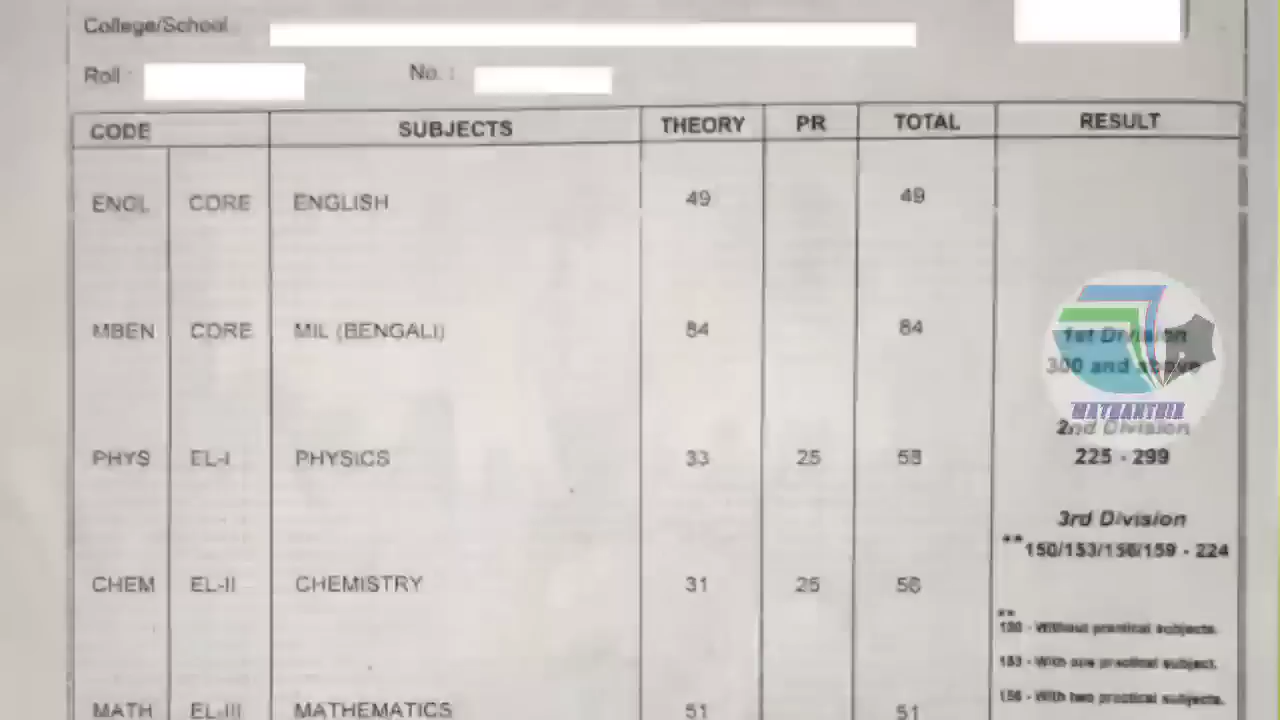 College/School
Roll : No. :
CODE SUBJECTS THEORY PR TOTAL RESULT
ENGL CORE ENGLISH 49 49
MBEN CORE MIL (BENGALI) 84 84
1st Division
300 and above
MATHANTHIK
2nd Division
PHYS EL-I PHYSICS 33 25 58
225 - 299
3rd Division
**150/153/156/159 - 224
CHEM EL-II CHEMISTRY 31 25 56
**
150 - Without practical subjects.
153 - With one practical subject.
156 - With two practical subjects.
MATH EL-III MATHEMATICS 51 51